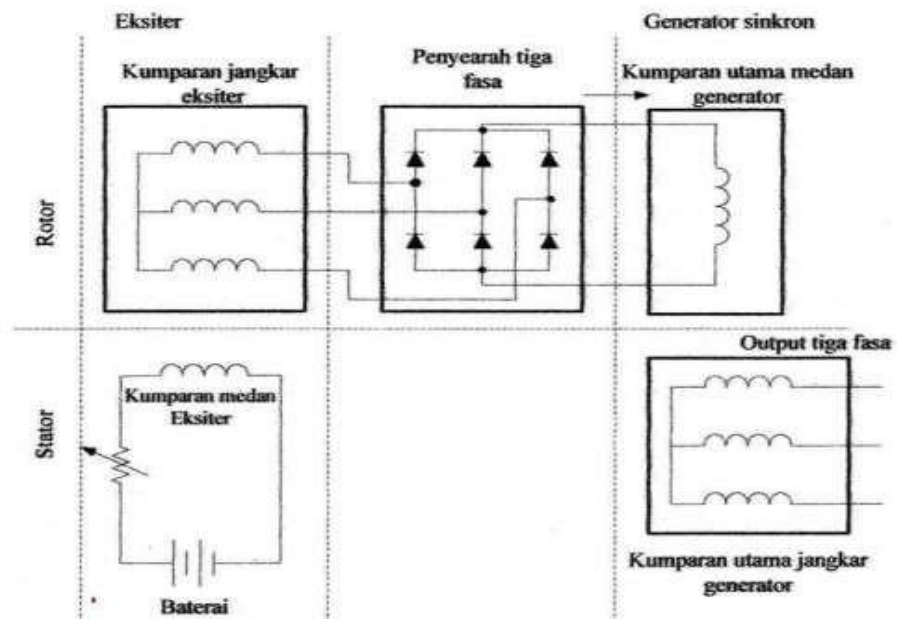 Eksiter
Generator sinkron
Kumparan jangkar
eksiter
Penyearah tiga
fasa
Kumparan utama medan
generator
Rotor
Stator
Kumparan medan
Eksiter
Baterai
Output tiga fasa
Kumparan utama jangkar
generator